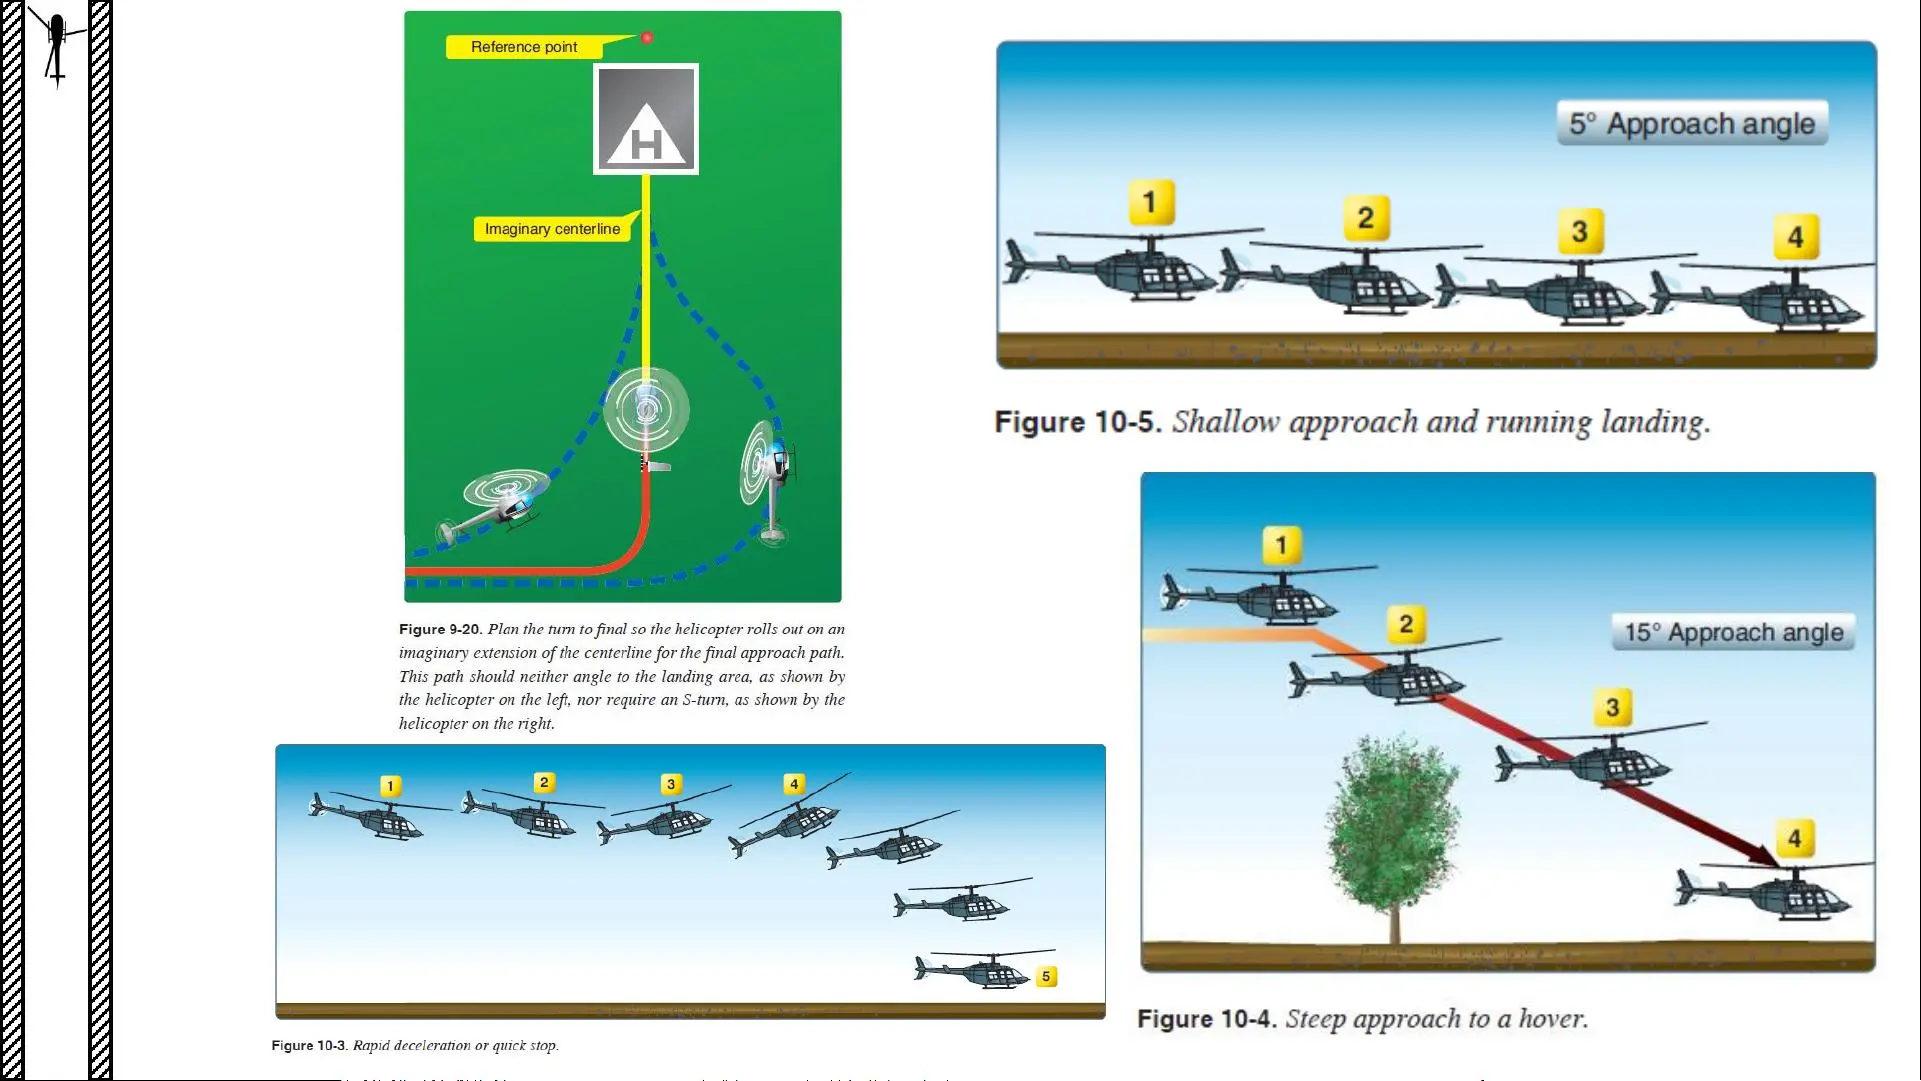 Reference point
H
Imaginary centerline
Figure 9-20. Plan the turn to final so the helicopter rolls out on an
imaginary extension of the centerline for the final approach path.
This path should neither angle to the landing area, as shown by
the helicopter on the left, nor require an S-turn, as shown by the
helicopter on the right.
1
2
3
4
5
Figure 10-3. Rapid deceleration or quick stop.
5° Approach angle
1
2
3
4
Figure 10-5. Shallow approach and running landing.
1
2
15° Approach angle
3
4
Figure 10-4. Steep approach to a hover.